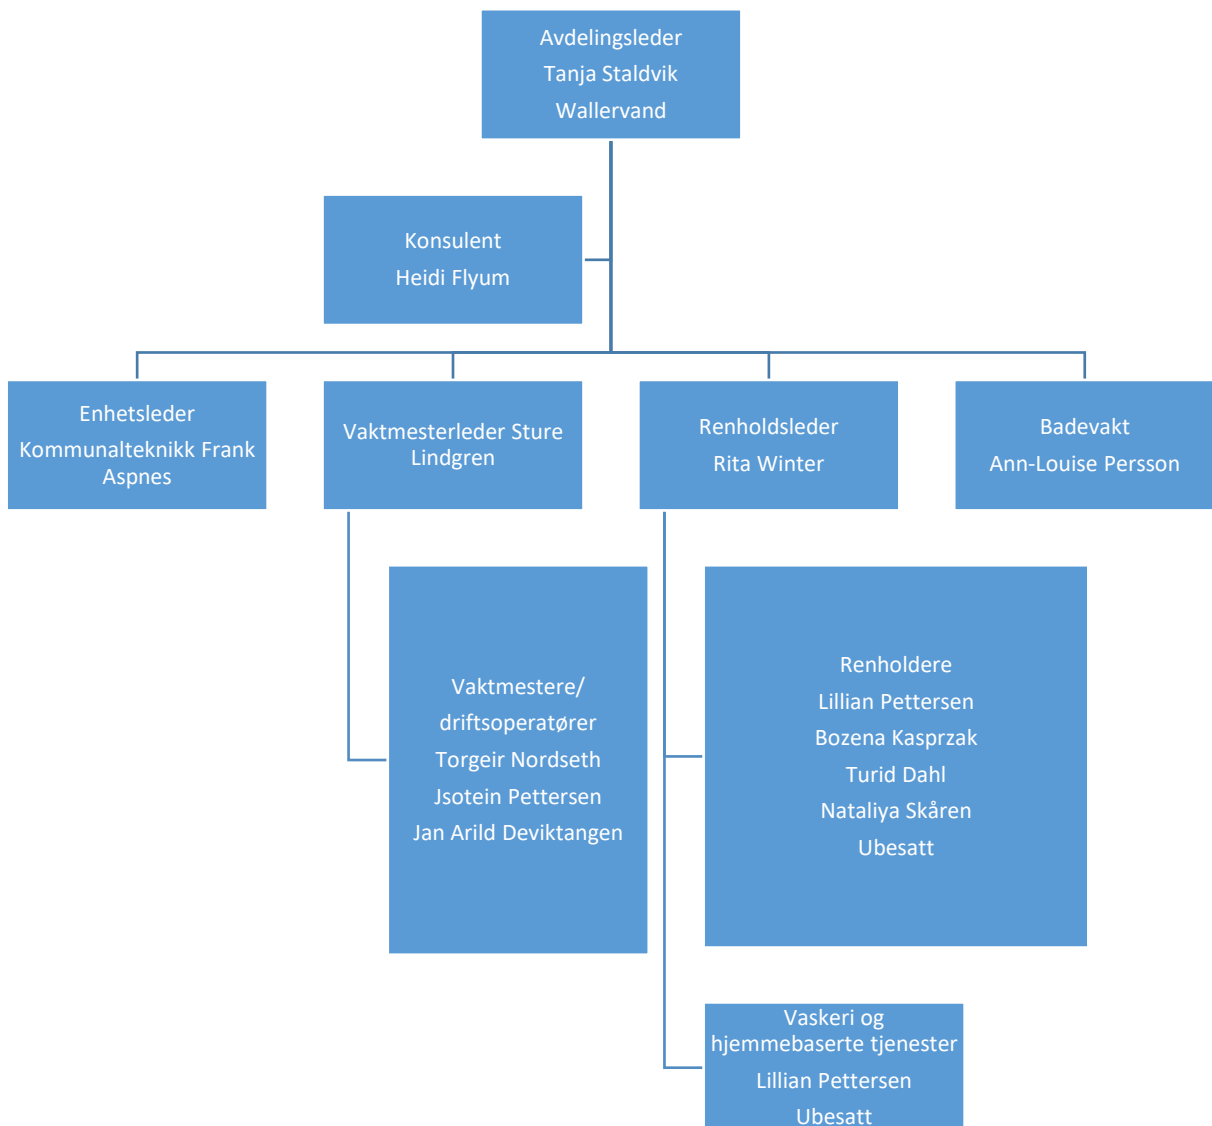 Avdelingsleder
Tanja Staldvik
Wallervand
Konsulent
Heidi Flyum
Enhetsleder
Kommunalteknikk Frank
Aspnes
Vaktmesterleder Sture
Lindgren
Renholdsleder
Rita Winter
Badevakt
Ann-Louise Persson
Vaktmestere/
driftsoperatører
Torgeir Nordseth
Jsotein Pettersen
Jan Arild Deviktangen
Renholdere
Lillian Pettersen
Bozena Kasprzak
Turid Dahl
Nataliya Skåren
Ubesatt
Vaskeri og
hjemmebaserte tjenester
Lillian Pettersen
Ubesatt